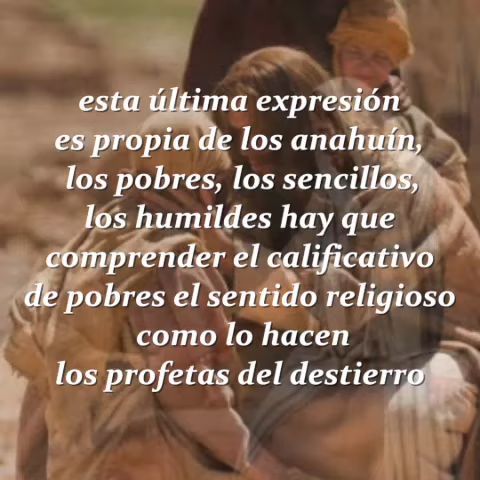 esta última expresión
es propia de los anahuín,
los pobres, los sencillos,
los humildes hay que
comprender el calificativo
de pobres el sentido religioso
como lo hacen
los profetas del destierro